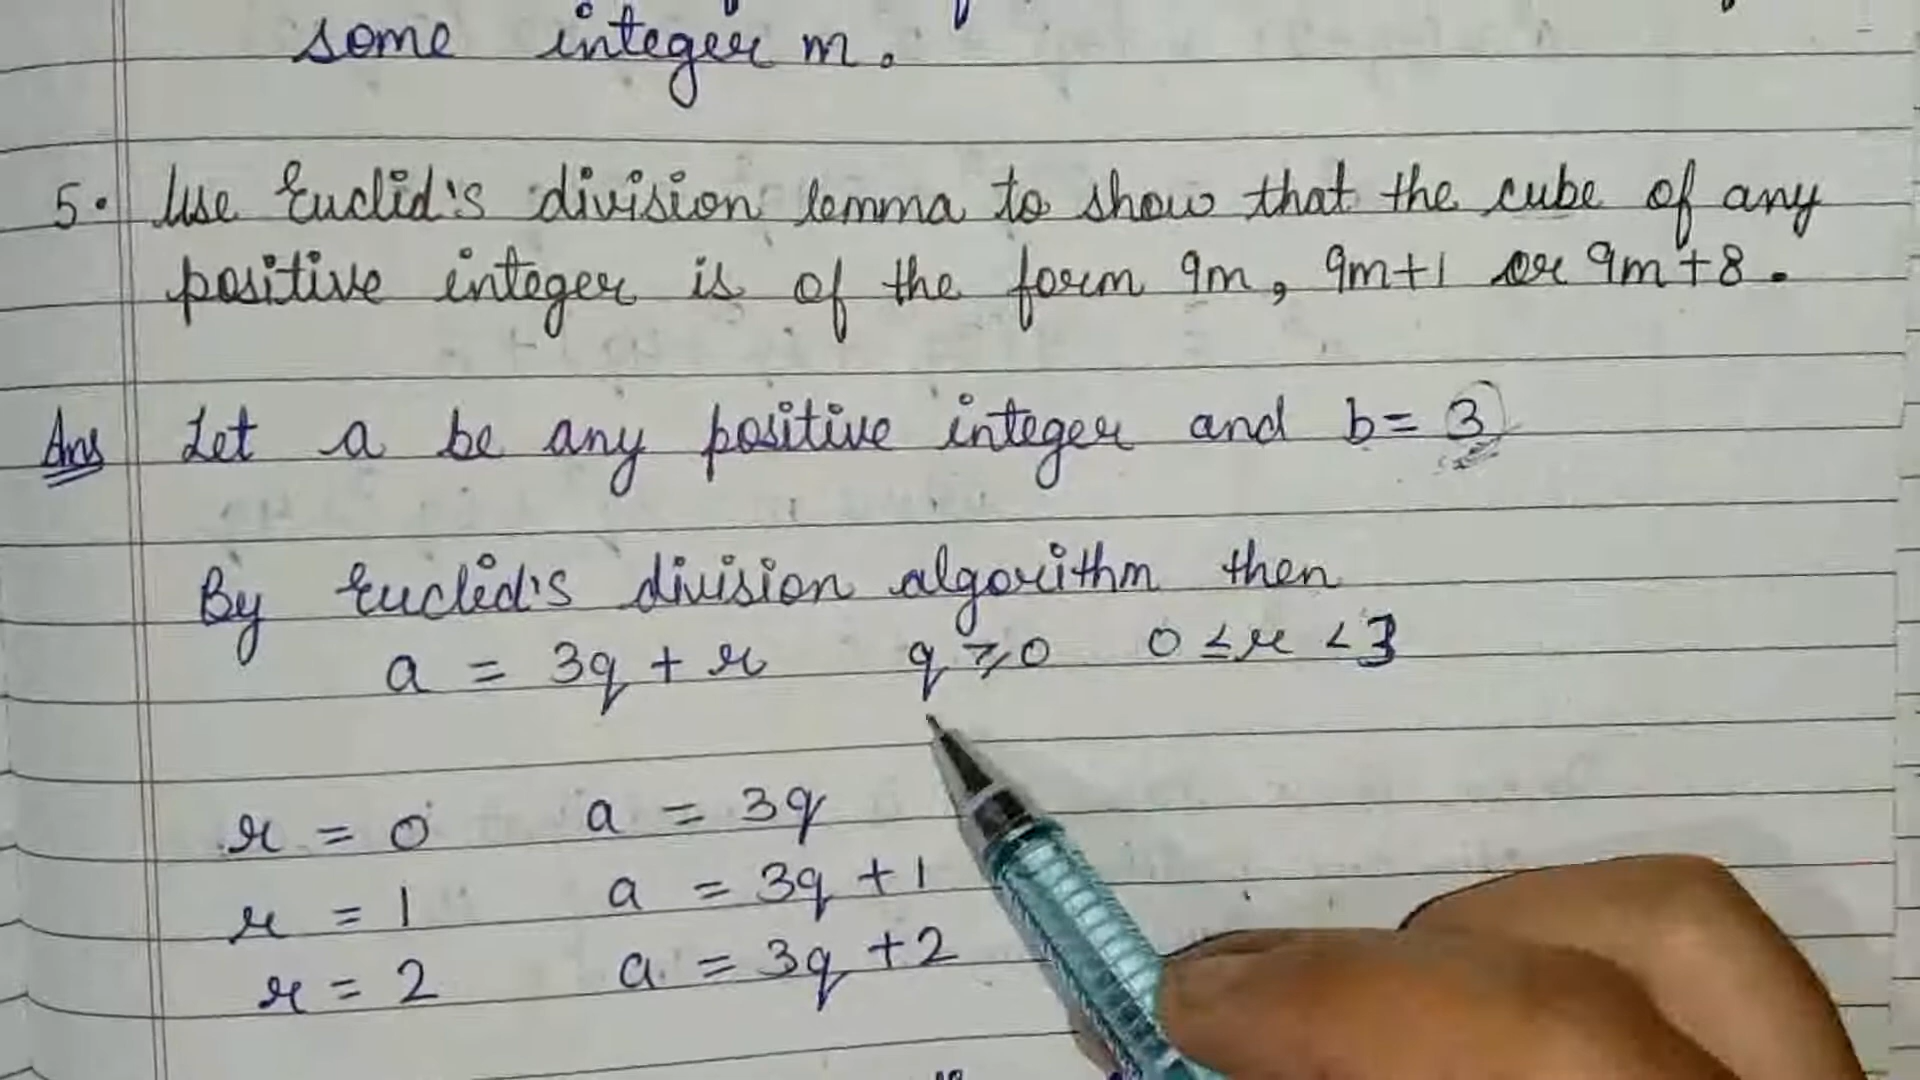 some integer m.
5. Use Euclid's division lemma to show that the cube of any
positive integer is of the form 9m, 9m+1 or 9m+8.
Ans Let a be any positive integer and b = 3
By Euclid's division algorithm then
a = 3q + r q ≥ 0 0 ≤ r < 3
r = 0 a = 3q
r = 1 a = 3q + 1
r = 2 a = 3q + 2